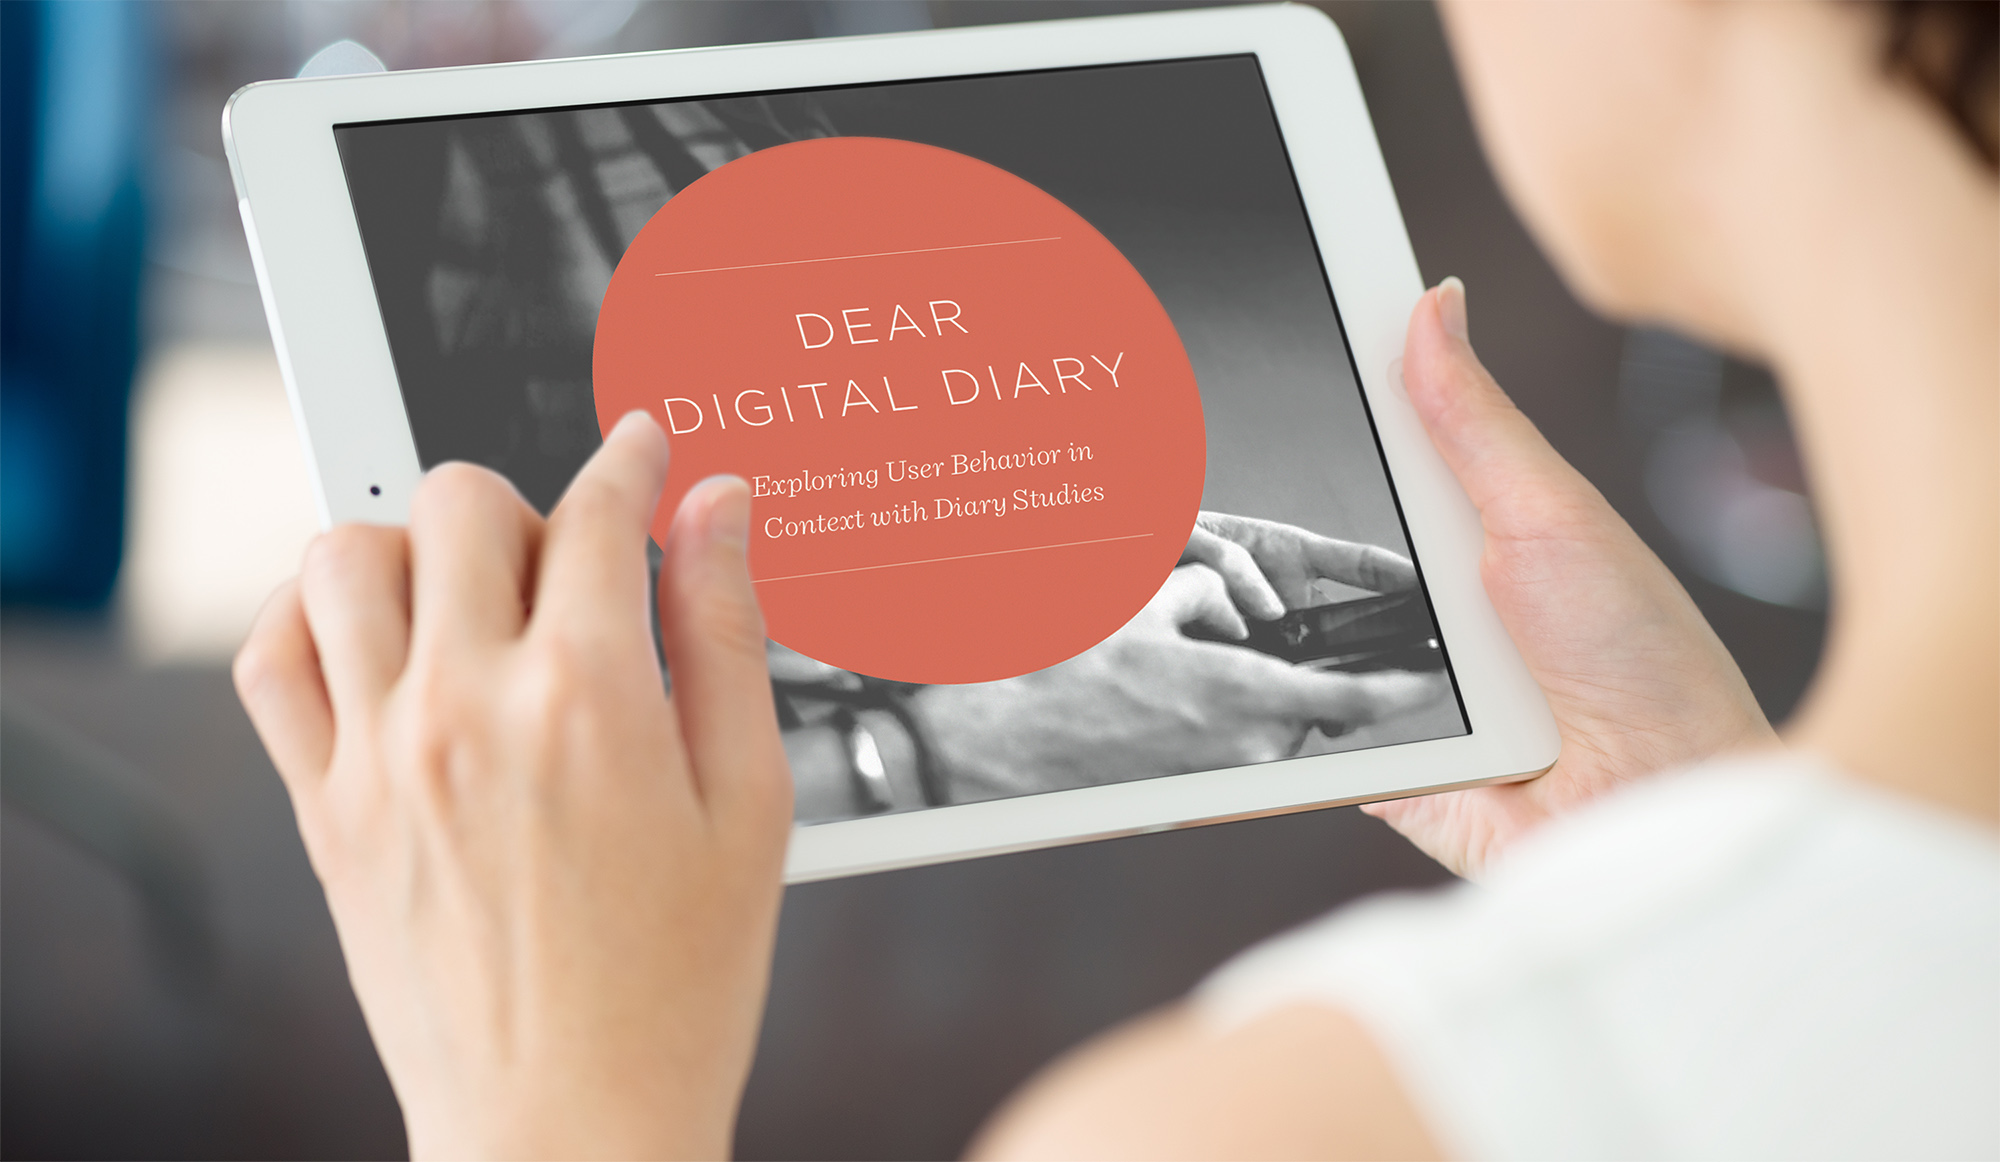 DEAR
DIGITAL DIARY
Exploring User Behavior in
Context with Diary Studies